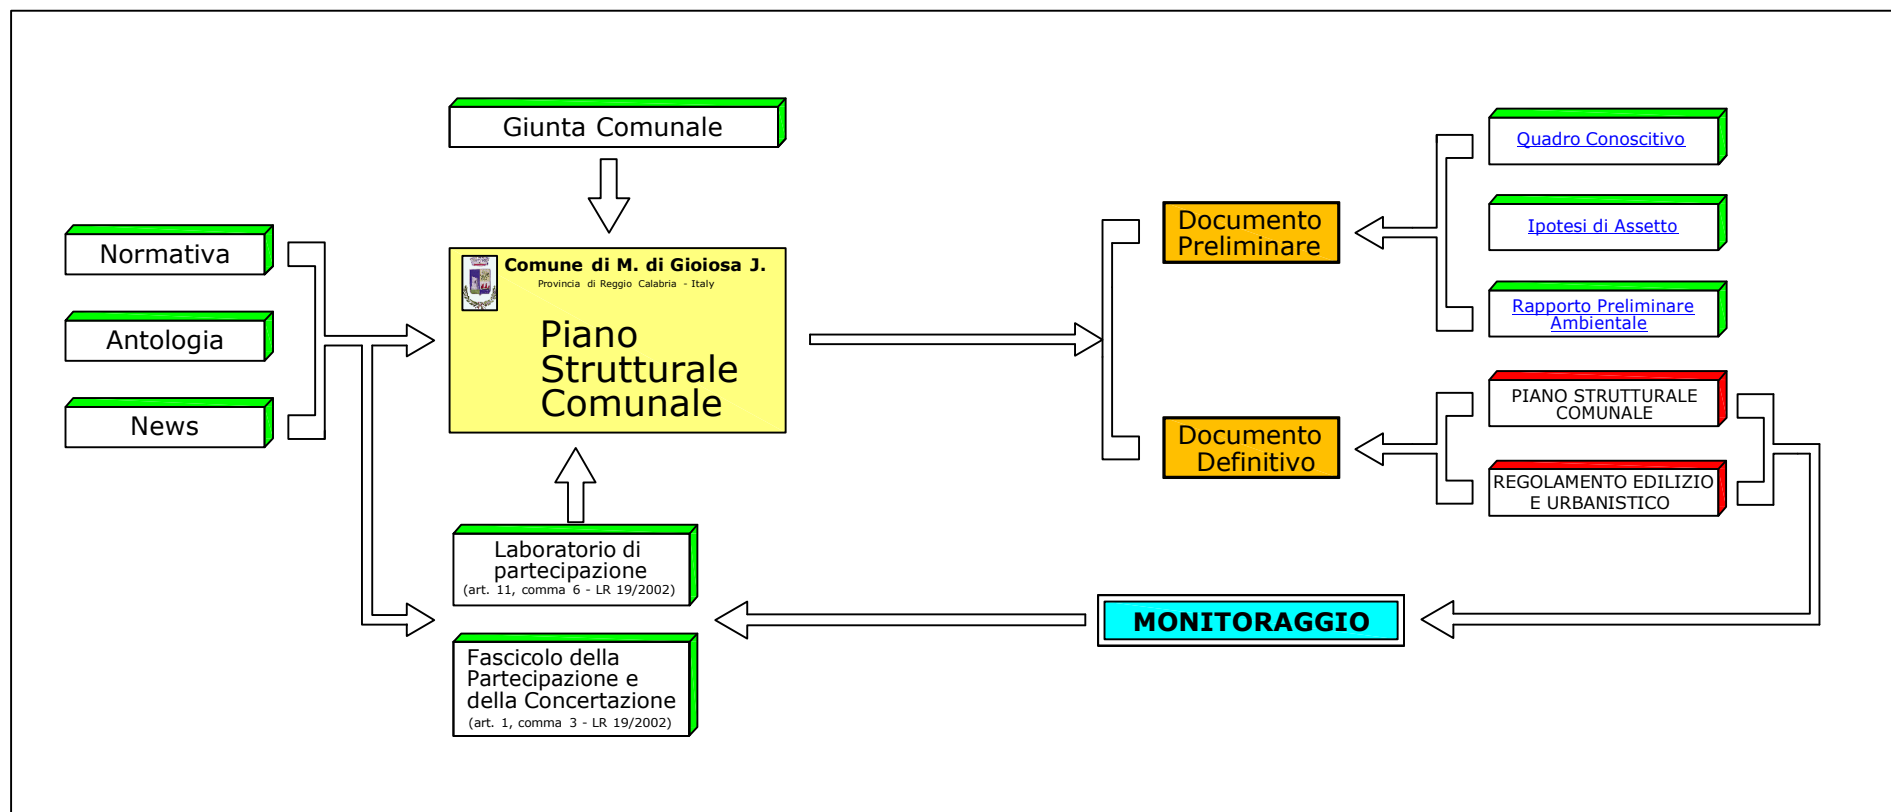 Giunta Comunale
Normativa
Antologia
News
Comune di M. di Gioiosa J.
Provincia di Reggio Calabria - Italy
Piano
Strutturale
Comunale
Laboratorio di
partecipazione
(art. 11, comma 6 - LR 19/2002)
Fascicolo della
Partecipazione e
della Concertazione
(art. 1, comma 3 - LR 19/2002)
Documento
Preliminare
Documento
Definitivo
Quadro Conoscitivo
Ipotesi di Assetto
Rapporto Preliminare
Ambientale
PIANO STRUTTURALE
COMUNALE
REGOLAMENTO EDILIZIO
E URBANISTICO
MONITORAGGIO